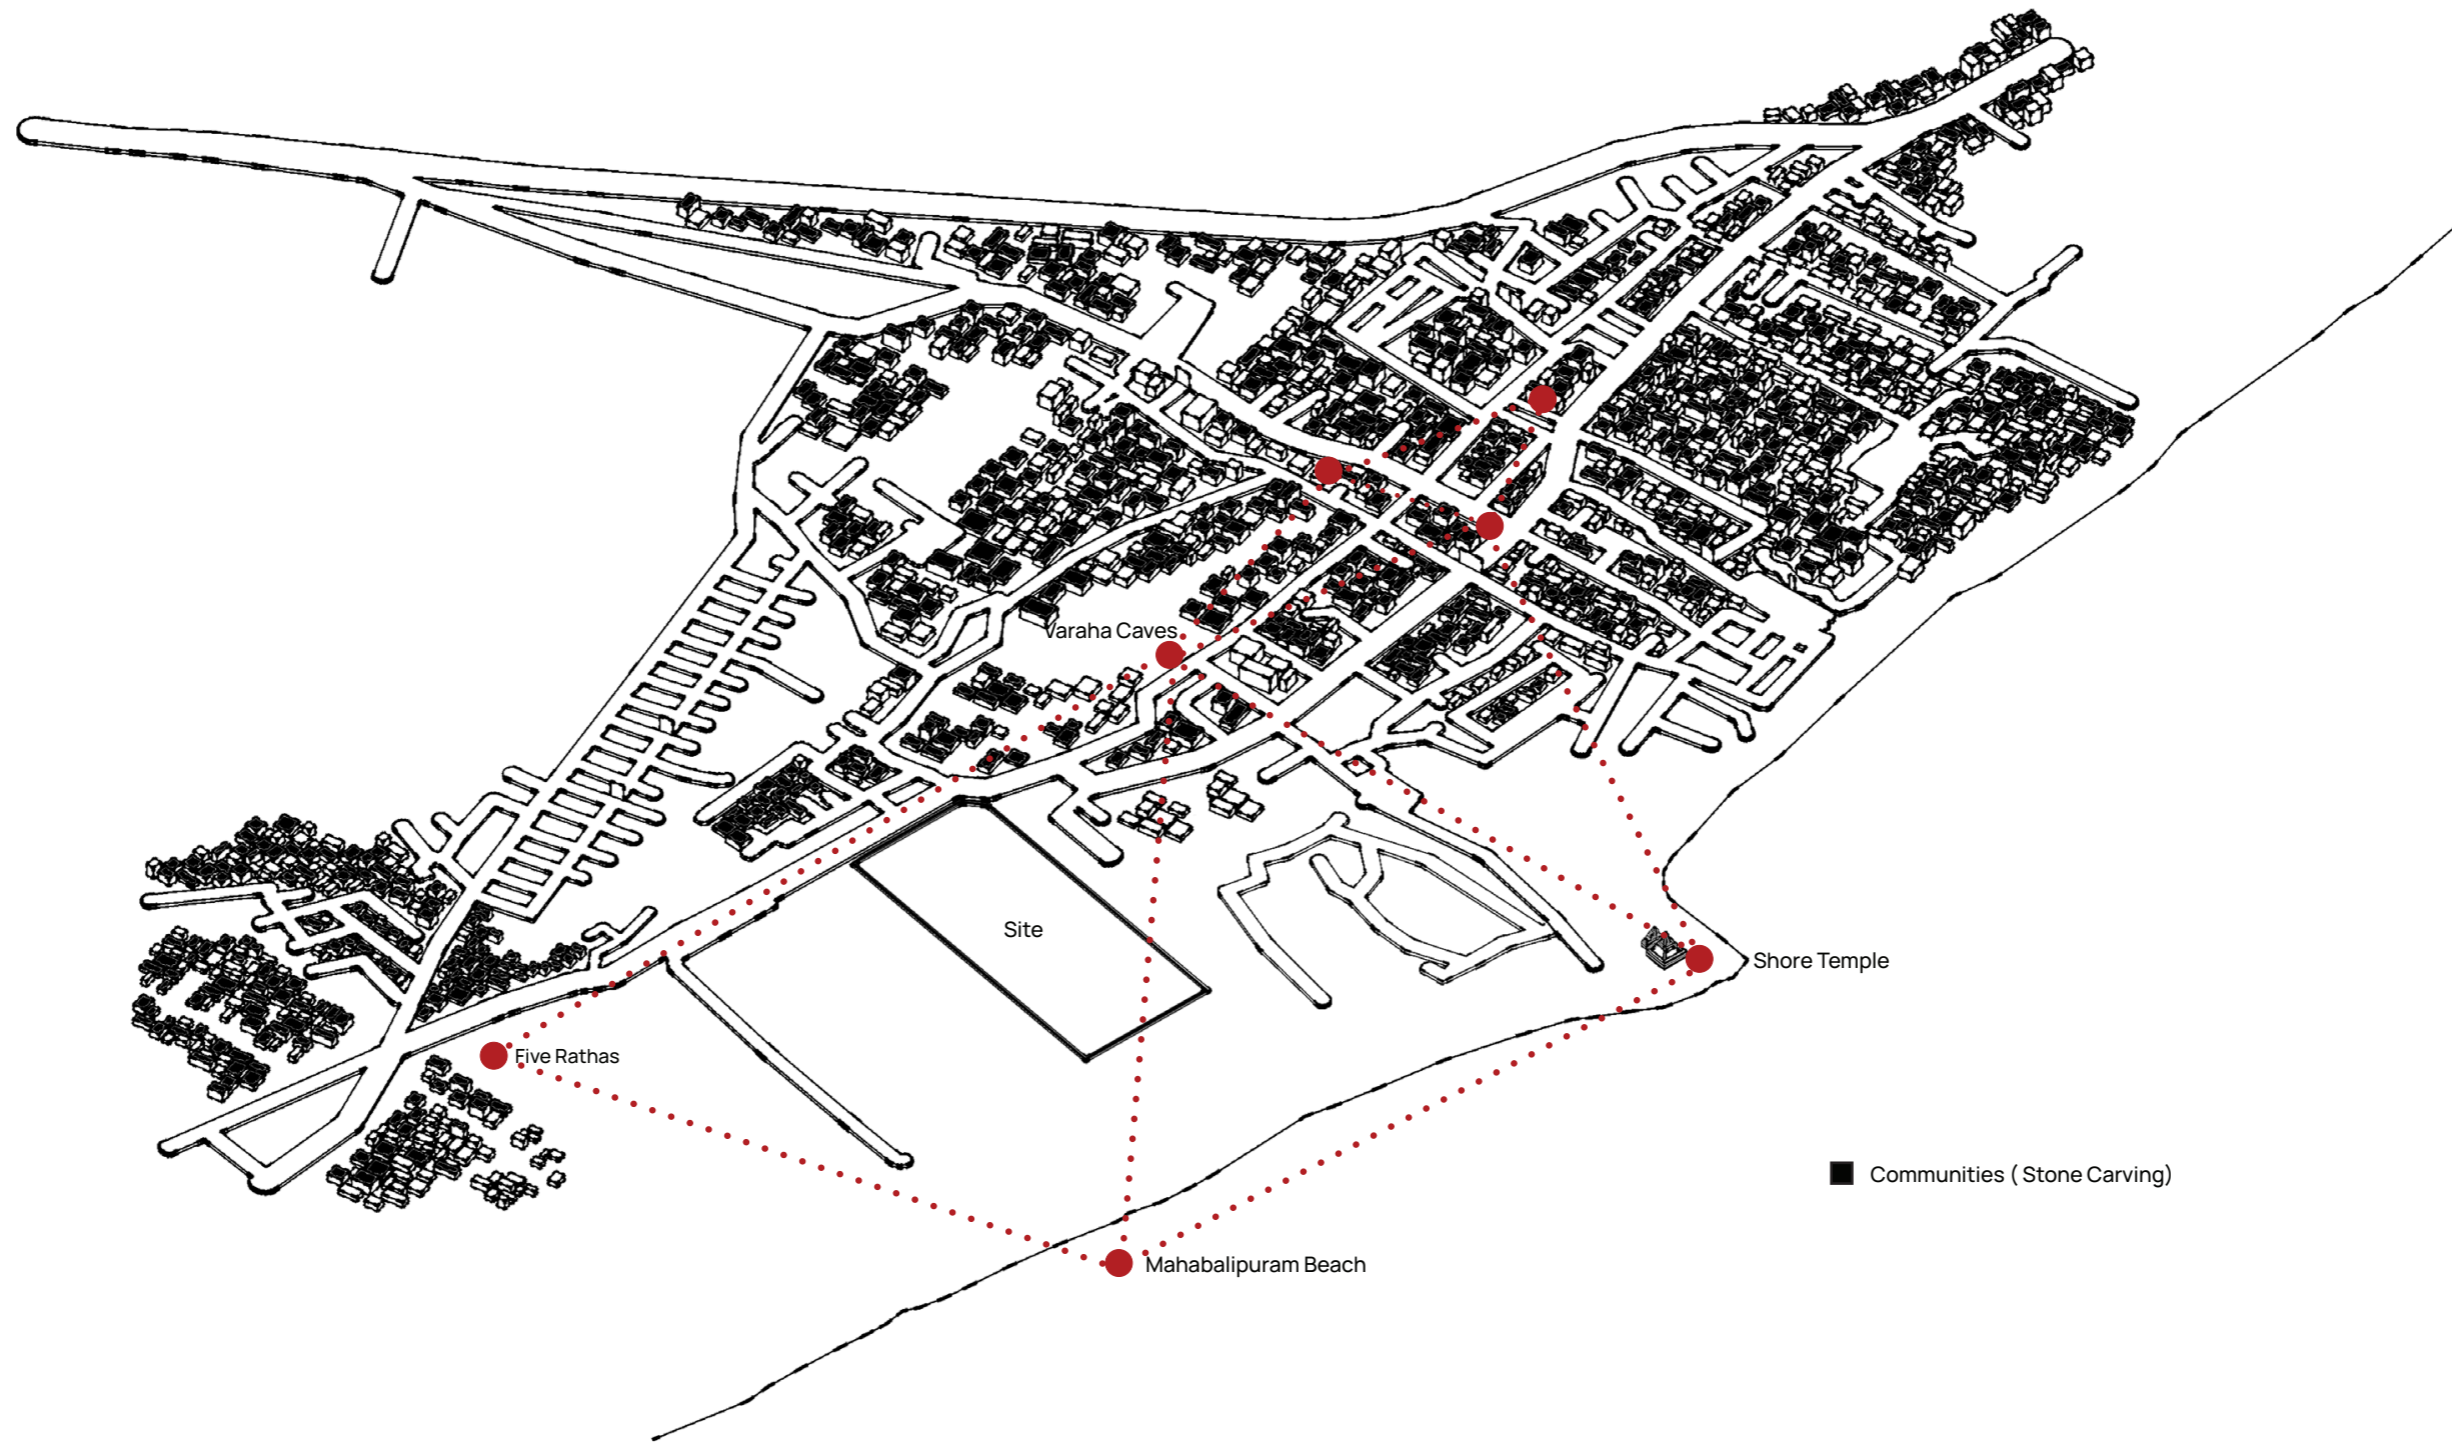 Varaha Caves
Site
Shore Temple
Five Rathas
Communities ( Stone Carving)
Mahabalipuram Beach